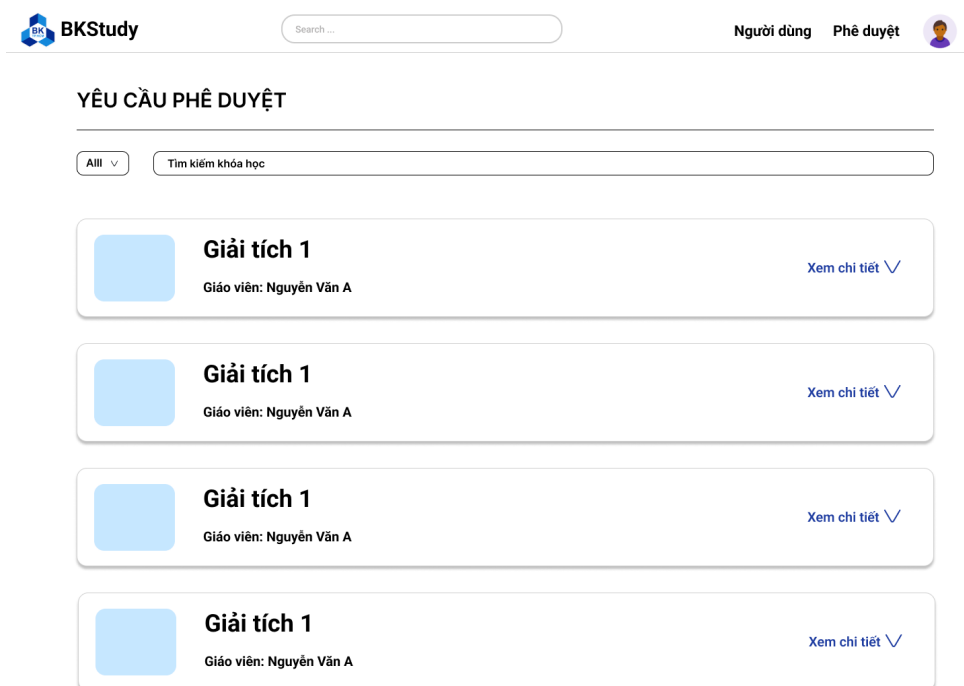 BK
BKStudy
Search ...
Người dùng
Phê duyệt
YÊU CẦU PHÊ DUYỆT
Alll
Tìm kiếm khóa học
Giải tích 1
Giáo viên: Nguyễn Văn A
Xem chi tiết
Giải tích 1
Giáo viên: Nguyễn Văn A
Xem chi tiết
Giải tích 1
Giáo viên: Nguyễn Văn A
Xem chi tiết
Giải tích 1
Giáo viên: Nguyễn Văn A
Xem chi tiết